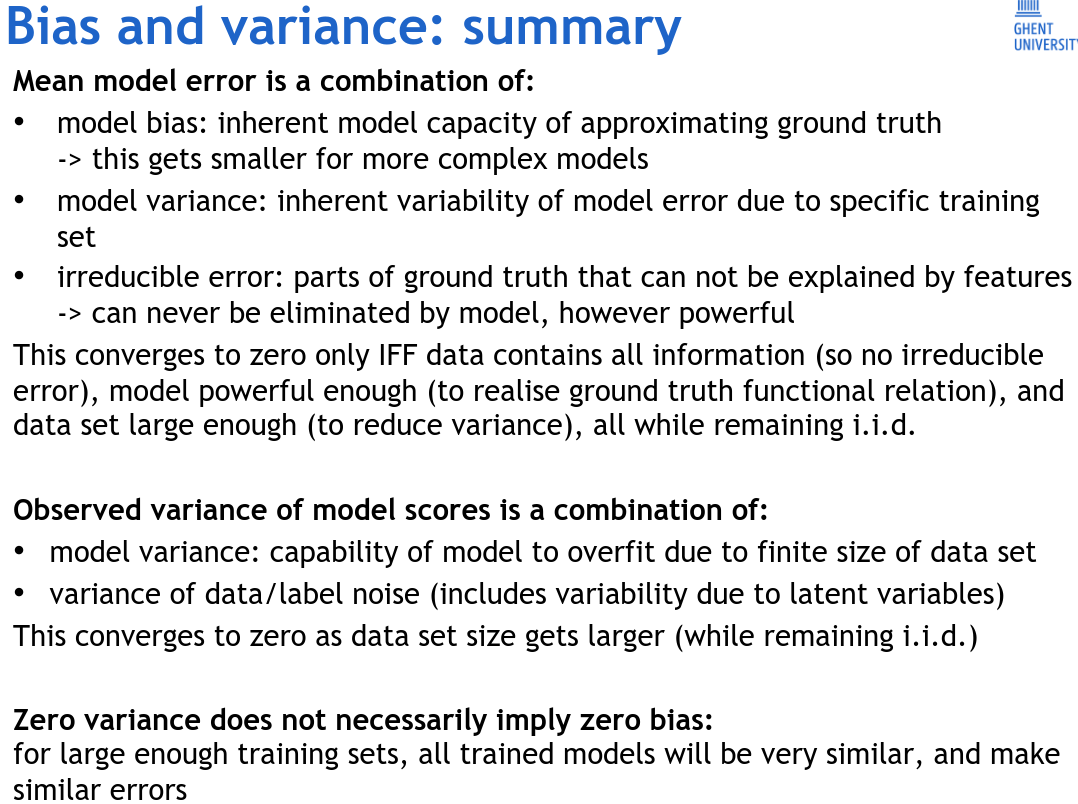 Bias and variance: summary
GHENT
UNIVERSITY
Mean model error is a combination of:
• model bias: inherent model capacity of approximating ground truth
-> this gets smaller for more complex models
• model variance: inherent variability of model error due to specific training
set
• irreducible error: parts of ground truth that can not be explained by features
-> can never be eliminated by model, however powerful
This converges to zero only IFF data contains all information (so no irreducible
error), model powerful enough (to realise ground truth functional relation), and
data set large enough (to reduce variance), all while remaining i.i.d.
Observed variance of model scores is a combination of:
• model variance: capability of model to overfit due to finite size of data set
• variance of data/label noise (includes variability due to latent variables)
This converges to zero as data set size gets larger (while remaining i.i.d.)
Zero variance does not necessarily imply zero bias:
for large enough training sets, all trained models will be very similar, and make
similar errors